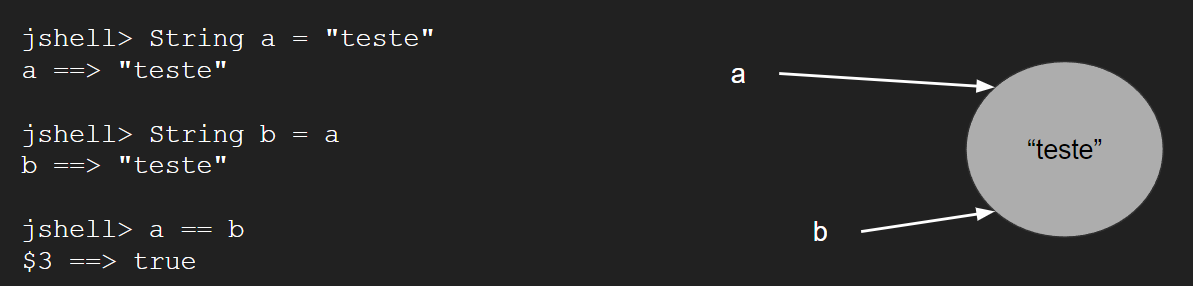 jshell> String a = "teste"
a ==> "teste"
jshell> String b = a
b ==> "teste"
jshell> a == b
$3 ==> true
a
“teste”
b